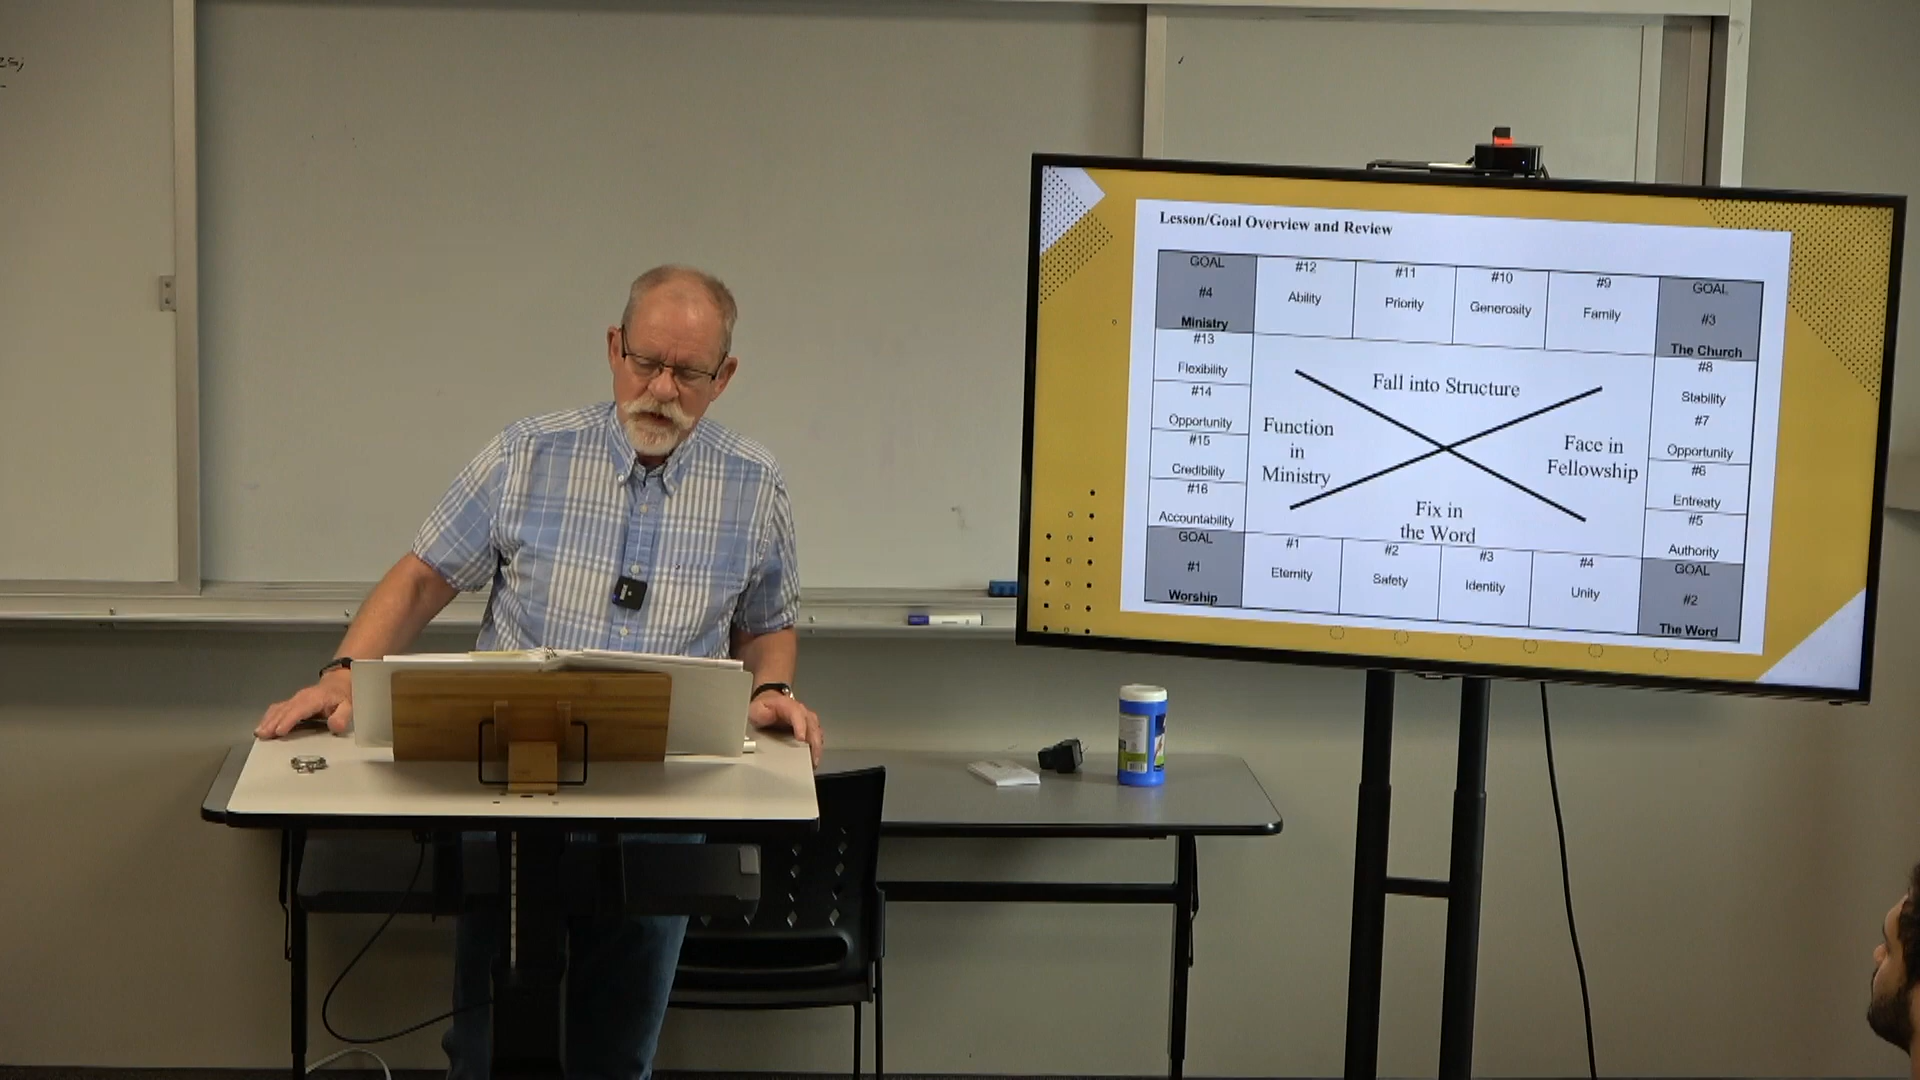 Lesson/Goal Overview and Review
GOAL
#4
Ministry
#12
Ability
#11
Priority
#10
Generosity
#9
Family
GOAL
#3
The Church
#13
Flexibility
#14
Opportunity
#15
Credibility
#16
Accountability
Fall into Structure
Function
in
Ministry
Face in
Fellowship
Fix in
the Word
#8
Stability
#7
Opportunity
#6
Entreaty
#5
Authority
GOAL
#1
Worship
#1
Eternity
#2
Safety
#3
Identity
#4
Unity
GOAL
#2
The Word